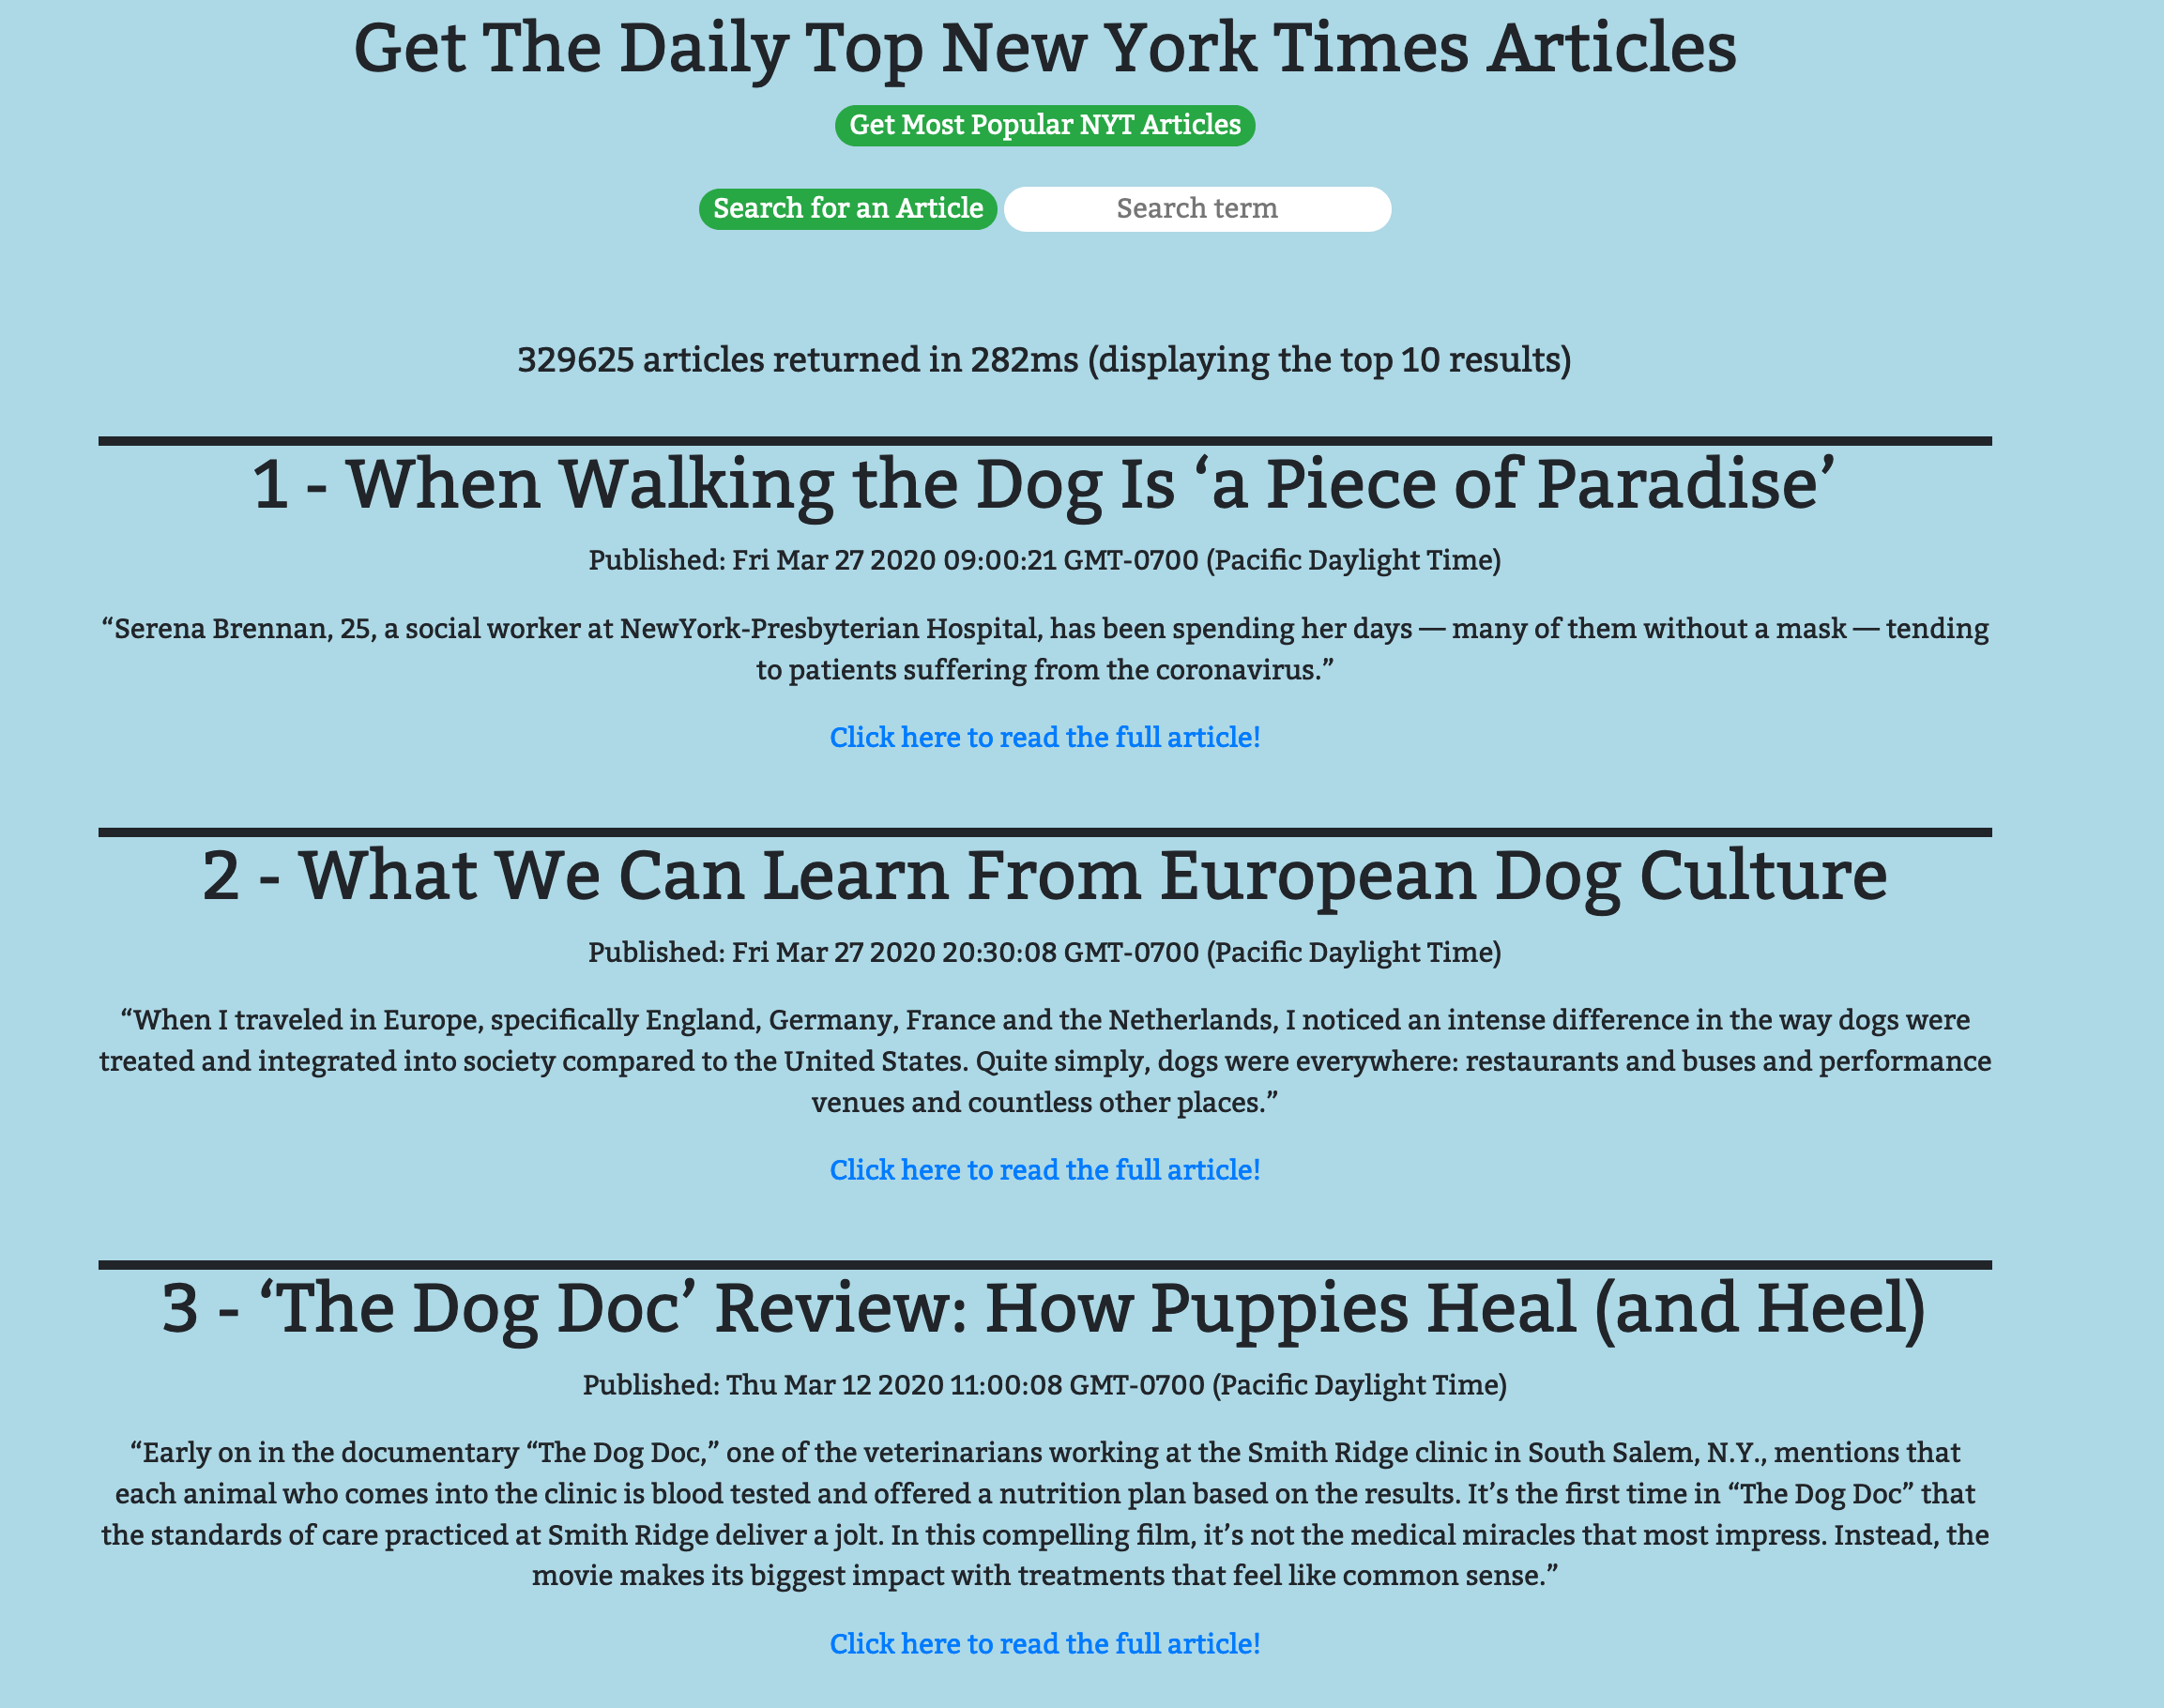 Get The Daily Top New York Times Articles
Get Most Popular NYT Articles
Search for an Article Search term
329625 articles returned in 282ms (displaying the top 10 results)
1 - When Walking the Dog Is ‘a Piece of Paradise’
Published: Fri Mar 27 2020 09:00:21 GMT-0700 (Pacific Daylight Time)
“Serena Brennan, 25, a social worker at NewYork-Presbyterian Hospital, has been spending her days — many of them without a mask — tending
to patients suffering from the coronavirus.”
Click here to read the full article!
2 - What We Can Learn From European Dog Culture
Published: Fri Mar 27 2020 20:30:08 GMT-0700 (Pacific Daylight Time)
“When I traveled in Europe, specifically England, Germany, France and the Netherlands, I noticed an intense difference in the way dogs were
treated and integrated into society compared to the United States. Quite simply, dogs were everywhere: restaurants and buses and performance
venues and countless other places.”
Click here to read the full article!
3 - ‘The Dog Doc’ Review: How Puppies Heal (and Heel)
Published: Thu Mar 12 2020 11:00:08 GMT-0700 (Pacific Daylight Time)
“Early on in the documentary “The Dog Doc,” one of the veterinarians working at the Smith Ridge clinic in South Salem, N.Y., mentions that
each animal who comes into the clinic is blood tested and offered a nutrition plan based on the results. It’s the first time in “The Dog Doc” that
the standards of care practiced at Smith Ridge deliver a jolt. In this compelling film, it’s not the medical miracles that most impress. Instead, the
movie makes its biggest impact with treatments that feel like common sense.”
Click here to read the full article!